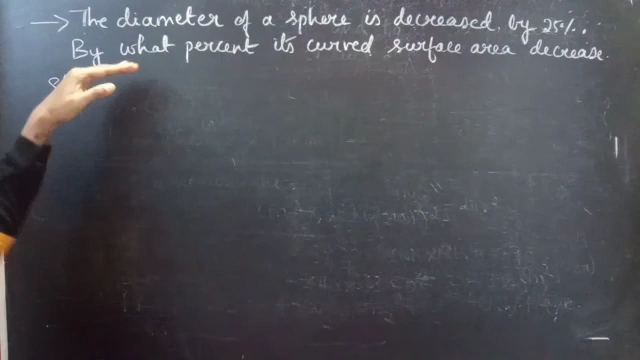 → The diameter of a sphere is decreased by 25%.
By what percent its curved surface area decrease.